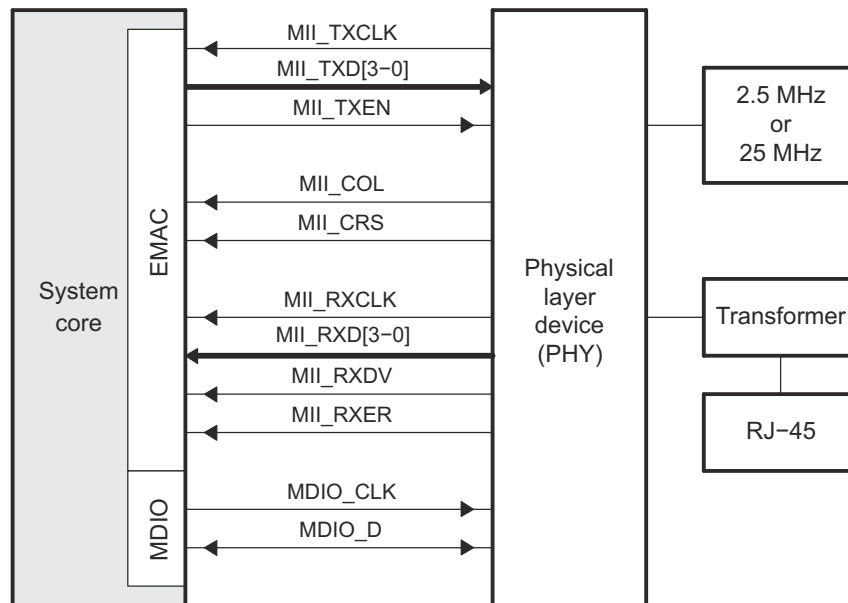 MII_TXCLK
MII_TXD[3−0]
MII_TXEN
MII_COL
MII_CRS
MII_RXCLK
MII_RXD[3−0]
MII_RXDV
MII_RXER
MDIO_CLK
MDIO_D
System
core
EMAC
MDIO
Physical
layer
device
(PHY)
2.5 MHz
or
25 MHz
Transformer
RJ−45